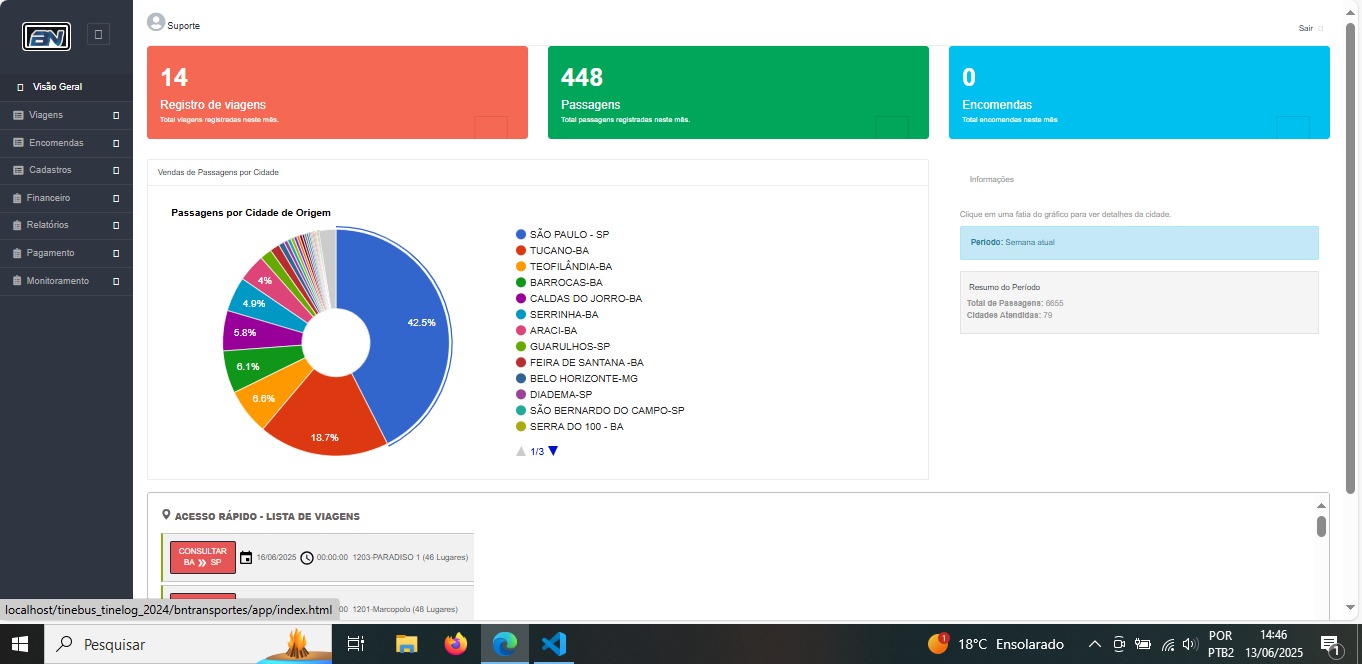 BN
Suporte
Sair
Visão Geral
Viagens
Encomendas
Cadastros
Financeiro
Relatórios
Pagamento
Monitoramento
14
Registro de viagens
Total viagens registradas neste mês.
448
Passagens
Total passagens registradas neste mês.
0
Encomendas
Total encomendas neste mês
Vendas de Passagens por Cidade
Passagens por Cidade de Origem
42.5%
18.7%
6.6%
6.1%
5.8%
4.9%
4%
SÃO PAULO - SP
TUCANO-BA
TEOFILÂNDIA-BA
BARROCAS-BA
CALDAS DO JORRO-BA
SERRINHA-BA
ARACI-BA
GUARULHOS-SP
FEIRA DE SANTANA -BA
BELO HORIZONTE-MG
DIADEMA-SP
SÃO BERNARDO DO CAMPO-SP
SERRA DO 100 - BA
1/3
Informações
Clique em uma fatia do gráfico para ver detalhes da cidade.
Período: Semana atual
Resumo do Período
Total de Passagens: 6655
Cidades Atendidas: 79
ACESSO RÁPIDO - LISTA DE VIAGENS
CONSULTAR
BA SP
16/06/2025 00:00:00 1203-PARADISO 1 (46 Lugares)
00 1201-Marcopolo (48 Lugares)
localhost/tinebus_tinelog_2024/bntransportes/app/index.html
Pesquisar
1
18°C Ensolarado
POR
PTB2
14:46
13/06/2025
1